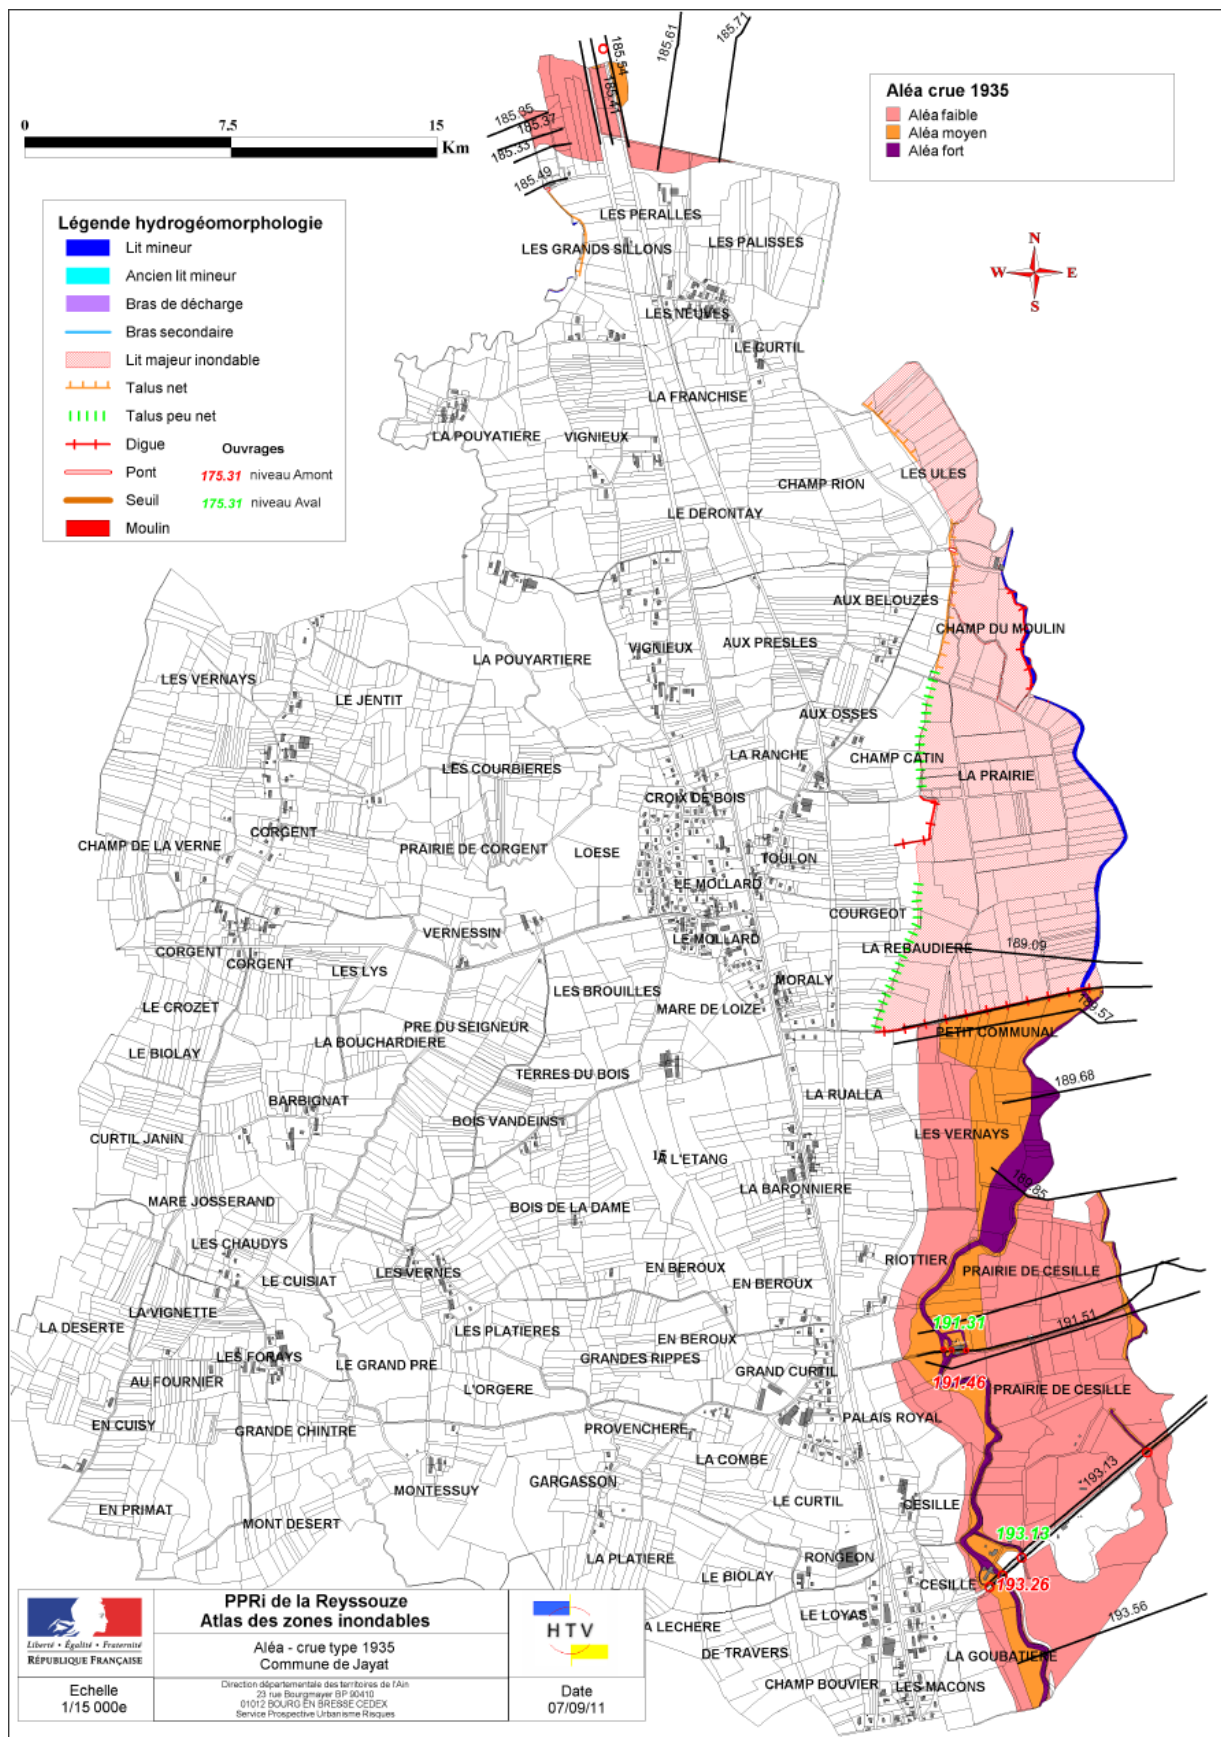 185.54
185.61
185.71
185.41
185.35
185.37
185.33
185.49
0 7.5 15
Km
Aléa crue 1935
Aléa faible
Aléa moyen
Aléa fort
Légende hydrogéomorphologie
Lit mineur
Ancien lit mineur
Bras de décharge
Bras secondaire
Lit majeur inondable
Talus net
Talus peu net
Digue
Ouvrages
Pont
175.31 niveau Amont
Seuil
175.31 niveau Aval
Moulin
N
W E
S
LES PERALLES
LES GRANDS SILLONS
LES PALISSES
LES NEUVES
LE CURTIL
LA FRANCHISE
LA POUYATIERE
VIGNIEUX
LES ULES
CHAMP RION
LE DERONTAY
AUX BELOUZES
CHAMP DU MOULIN
AUX PRESLES
VIGNIEUX
LA POUYARTIERE
LES VERNAYS
LE JENTIT
AUX OSSES
LA RANCHE
CHAMP CATIN
LES COURBIERES
LA PRAIRIE
CROIX DE BOIS
CORGENT
CHAMP DE LA VERNE
PRAIRIE DE CORGENT
LOESE
TOULON
LE MOLLARD
COURGEOT
VERNESSIN
LE MOLLARD
LA REBAUDIERE
189.09
CORGENT
CORGENT
LES LYS
MORALY
LES BROUILLES
LE CROZET
MARE DE LOIZE
189.57
PRE DU SEIGNEUR
PETIT COMMUNAL
LA BOUCHARDIERE
LE BIOLAY
TERRES DU BOIS
189.68
LA RUALLA
BARBIGNAT
BOIS VANDEINST
CURTIL JANIN
LES VERNAYS
15
A L'ETANG
LA BARONNIERE
189.85
MARE JOSSERAND
BOIS DE LA DAME
LES CHAUDYS
RIOTTIER
LE CUISIAT
LES VERNES
EN BEROUX
EN BEROUX
PRAIRIE DE CESILLE
LA VIGNETTE
LA DESERTE
LES PLATIERES
191.31
191.51
EN BEROUX
LES FORAYS
LE GRAND PRE
GRANDES RIPPES
GRAND CURTIL
AU FOURNIER
191.46
L'ORGERE
PRAIRIE DE CESILLE
EN CUISY
GRANDE CHINTRE
PROVENCHERE
PALAIS ROYAL
LA COMBE
193.13
GARGASSON
MONTESSUY
LE CURTIL
CESILLE
EN PRIMAT
MONT DESERT
193.13
LA PLATIERE
RONGEON
LE BIOLAY
CESILLE
193.26
193.56
LE LOYAS
A LECHERE
DE TRAVERS
LA GOUBATIERE
CHAMP BOUVIER
LES MACONS
Liberté • Égalité • Fraternité
RÉPUBLIQUE FRANÇAISE
PPRi de la Reyssouze
Atlas des zones inondables
Aléa - crue type 1935
Commune de Jayat
HTV
Echelle
1/15 000e
Direction départementale des territoires de l'Ain
23 rue Bourgmayer BP 90410
01012 BOURG EN BRESSE CEDEX
Service Prospective Urbanisme Risques
Date
07/09/11